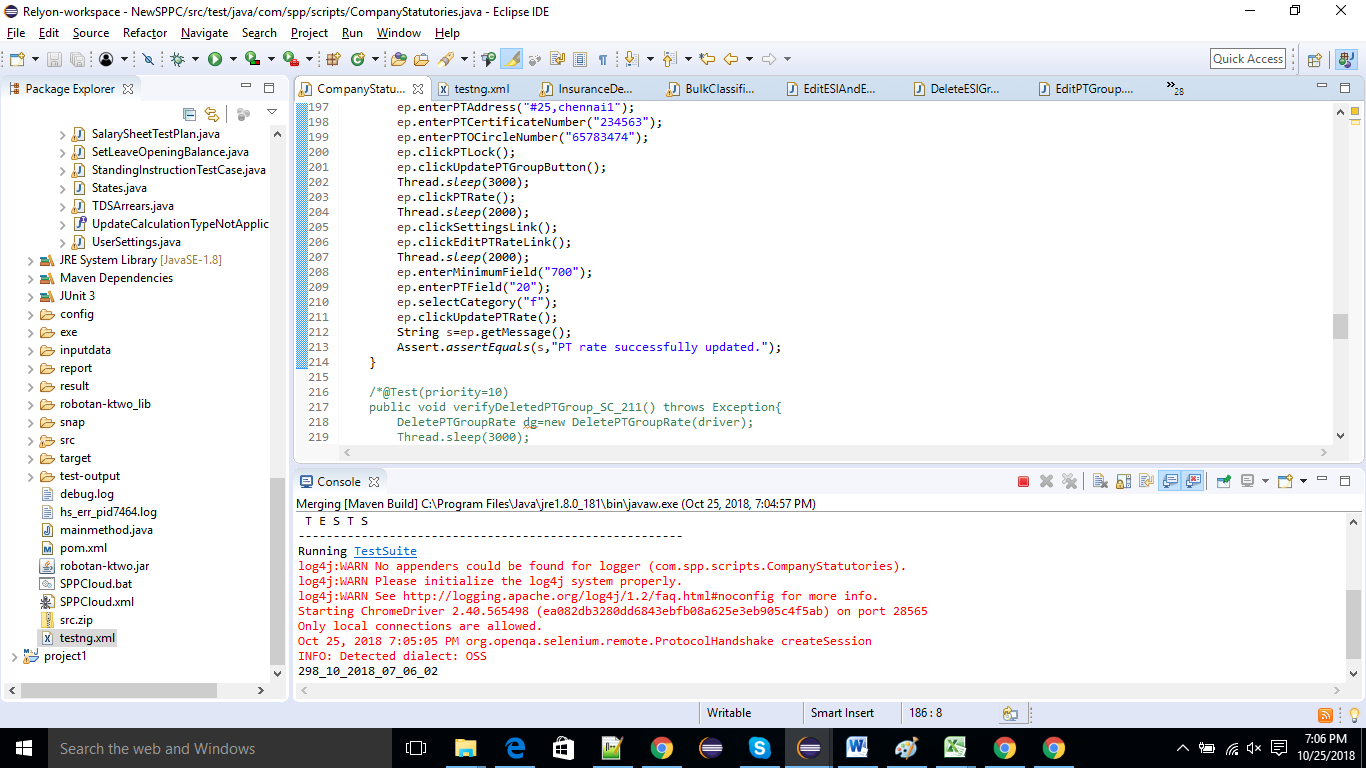 Relyon-workspace - NewSPPC/src/test/java/com/spp/scripts/CompanyStatutories.java - Eclipse IDE
File Edit Source Refactor Navigate Search Project Run Window Help
Quick Access
Package Explorer
CompanyStatu... testng.xml InsuranceDe... BulkClassifi... EditESIAndE... DeleteESIGr... EditPTGroup.... »28
SalarySheetTestPlan.java
SetLeaveOpeningBalance.java
StandingInstructionTestCase.java
States.java
TDSArrears.java
UpdateCalculationTypeNotApplic
UserSettings.java
JRE System Library [JavaSE-1.8]
Maven Dependencies
JUnit 3
config
exe
inputdata
report
result
robotan-ktwo_lib
snap
src
target
test-output
debug.log
hs_err_pid7464.log
mainmethod.java
pom.xml
robotan-ktwo.jar
SPPCloud.bat
SPPCloud.xml
src.zip
testng.xml
project1
197 ep.enterPTAddress("#25,chennai1");
198 ep.enterPTCertificateNumber("234563");
199 ep.enterPTOCircleNumber("65783474");
200 ep.clickPTLock();
201 ep.clickUpdatePTGroupButton();
202 Thread.sleep(3000);
203 ep.clickPTRate();
204 Thread.sleep(2000);
205 ep.clickSettingsLink();
206 ep.clickEditPTRateLink();
207 Thread.sleep(2000);
208 ep.enterMinimumField("700");
209 ep.enterPTField("20");
210 ep.selectCategory("f");
211 ep.clickUpdatePTRate();
212 String s=ep.getMessage();
213 Assert.assertEquals(s,"PT rate successfully updated.");
214 }
215
216 /*@Test(priority=10)
217 public void verifyDeletedPTGroup_SC_211() throws Exception{
218 DeletePTGroupRate dg=new DeletePTGroupRate(driver);
219 Thread.sleep(3000);
Console
Merging [Maven Build] C:\Program Files\Java\jre1.8.0_181\bin\javaw.exe (Oct 25, 2018, 7:04:57 PM)
T E S T S
-------------------------------------------------------
Running TestSuite
log4j:WARN No appenders could be found for logger (com.spp.scripts.CompanyStatutories).
log4j:WARN Please initialize the log4j system properly.
log4j:WARN See http://logging.apache.org/log4j/1.2/faq.html#noconfig for more info.
Starting ChromeDriver 2.40.565498 (ea082db3280dd6843ebfb08a625e3eb905c4f5ab) on port 28565
Only local connections are allowed.
Oct 25, 2018 7:05:05 PM org.openqa.selenium.remote.ProtocolHandshake createSession
INFO: Detected dialect: OSS
298_10_2018_07_06_02
Writable Smart Insert 186 : 8
Search the web and Windows
7:06 PM
10/25/2018